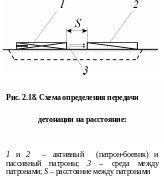 1
2
S
3
Рис. 2.18. Схема определения передачи
детонации на расстояние:
1 и 2 – активный (патрон-боевик) и
пассивный патроны; 3 – среда между
патронами; S – расстояние между патронами